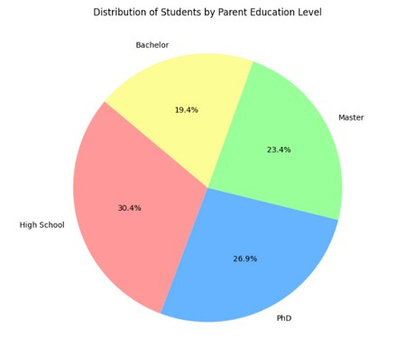 Distribution of Students by Parent Education Level
Bachelor
19.4%
Master
23.4%
30.4%
High School
26.9%
PhD